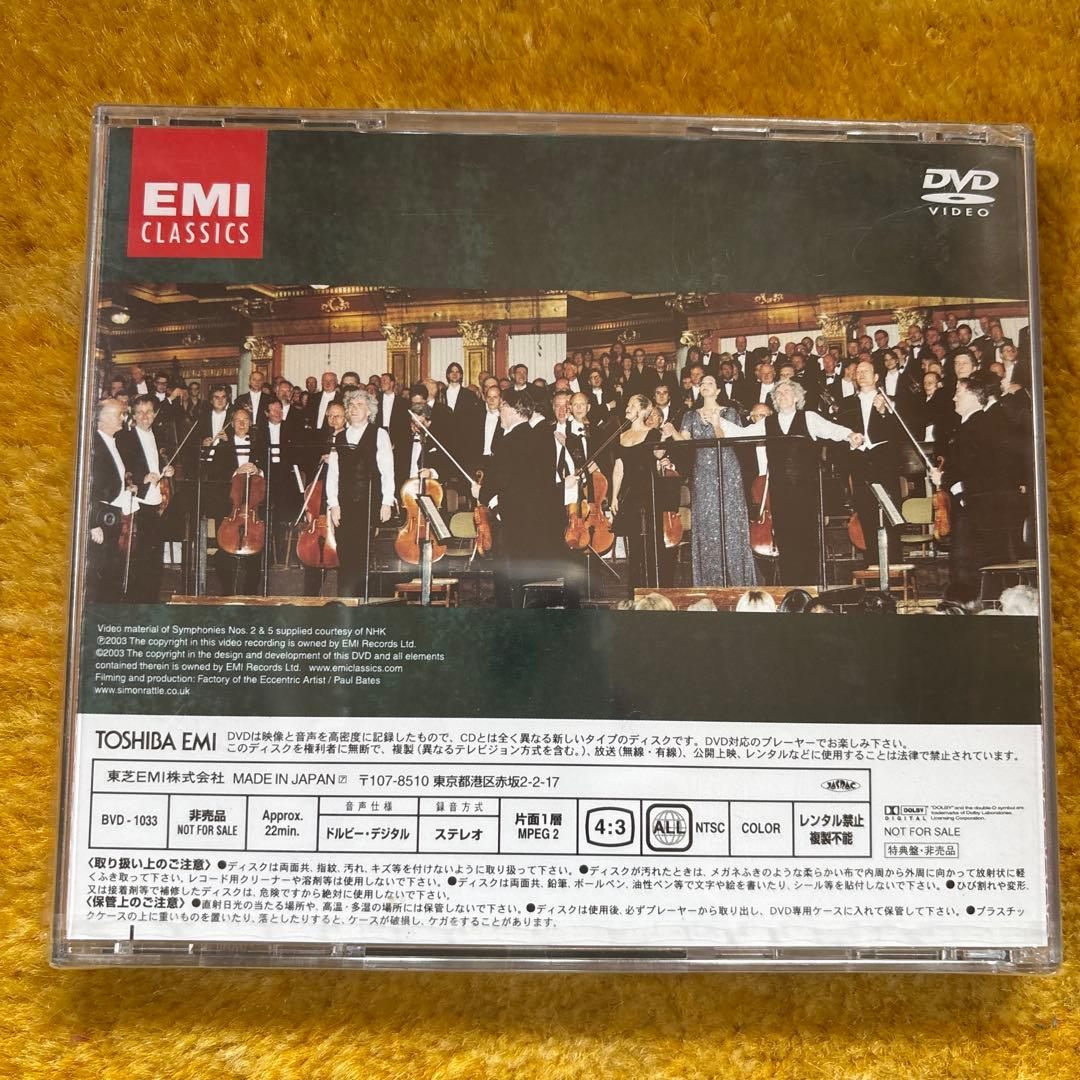 EMI
CLASSICS
DVD
VIDEO
Video material of Symphonies Nos. 2 & 5 supplied courtesy of NHK
℗2003 The copyright in this video recording is owned by EMI Records Ltd.
©2003 The copyright in the design and development of this DVD and all elements
contained therein is owned by EMI Records Ltd. www.emiclassics.com
Filming and production: Factory of the Eccentric Artist / Paul Bates
www.simonrattle.co.uk
TOSHIBA EMI
DVDは映像と音声を高密度に記録したもので、CDとは全く異なる新しいタイプのディスクです。DVD対応のプレーヤーでお楽しみ下さい。
このディスクを権利者に無断で、複製(異なるテレビジョン方式を含む。)、放送(無線・有線)、公開上映、レンタルなどに使用することは法律で禁止されています。
東芝EMI株式会社 MADE IN JAPAN 〒107-8510 東京都港区赤坂2-2-17
JASRAC
BVD - 1033
非売品
NOT FOR SALE
Approx.
22min.
音声仕様
ドルビー・デジタル
録音方式
ステレオ
片面1層
MPEG 2
4:3
ALL
NTSC
COLOR
レンタル禁止
複製不能
DOLBY
DIGITAL
"DOLBY"and the double-D symbol are
trademarks of Dolby Laboratories
Licensing Corporation.
NOT FOR SALE
特典盤・非売品
〈取り扱い上のご注意〉●ディスクは両面共、指紋、汚れ、キズ等を付けないように取り扱って下さい。●ディスクが汚れたときは、メガネふきのような柔らかい布で内周から外周に向かって放射状に軽
くふき取って下さい。レコード用クリーナーや溶剤等は使用しないで下さい。●ディスクは両面共、鉛筆、ボールペン、油性ペン等で文字や絵を書いたり、シール等を貼付しないで下さい。●ひび割れや変形、
又は接着剤等で補修したディスクは、危険ですから絶対に使用しないで下さい。
〈保管上のご注意〉●直射日光の当たる場所や、高温・多湿の場所には保管しないで下さい。●ディスクは使用後、必ずプレーヤーから取り出し、DVD専用ケースに入れて保管して下さい。●プラスチッ
クケースの上に重いものを置いたり、落としたりすると、ケースが破損し、ケガをすることがあります。